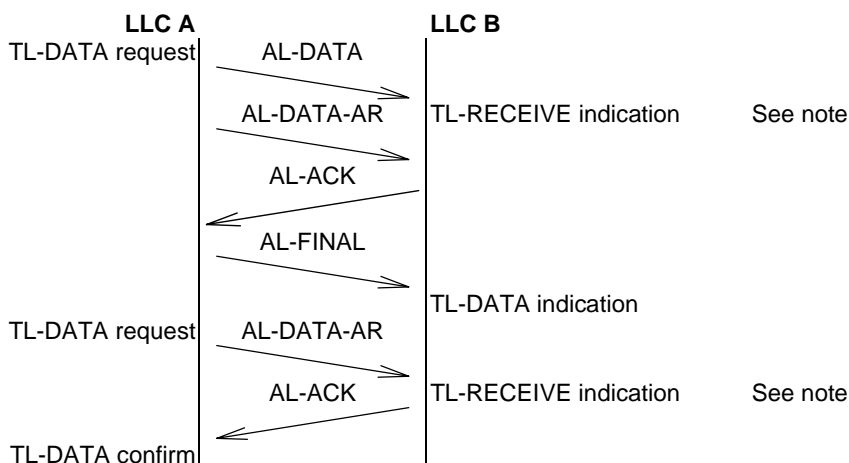 LLC A LLC B
TL-DATA request AL-DATA
AL-DATA-AR TL-RECEIVE indication See note
AL-ACK
AL-FINAL
TL-DATA indication
TL-DATA request AL-DATA-AR
AL-ACK TL-RECEIVE indication See note
TL-DATA confirm